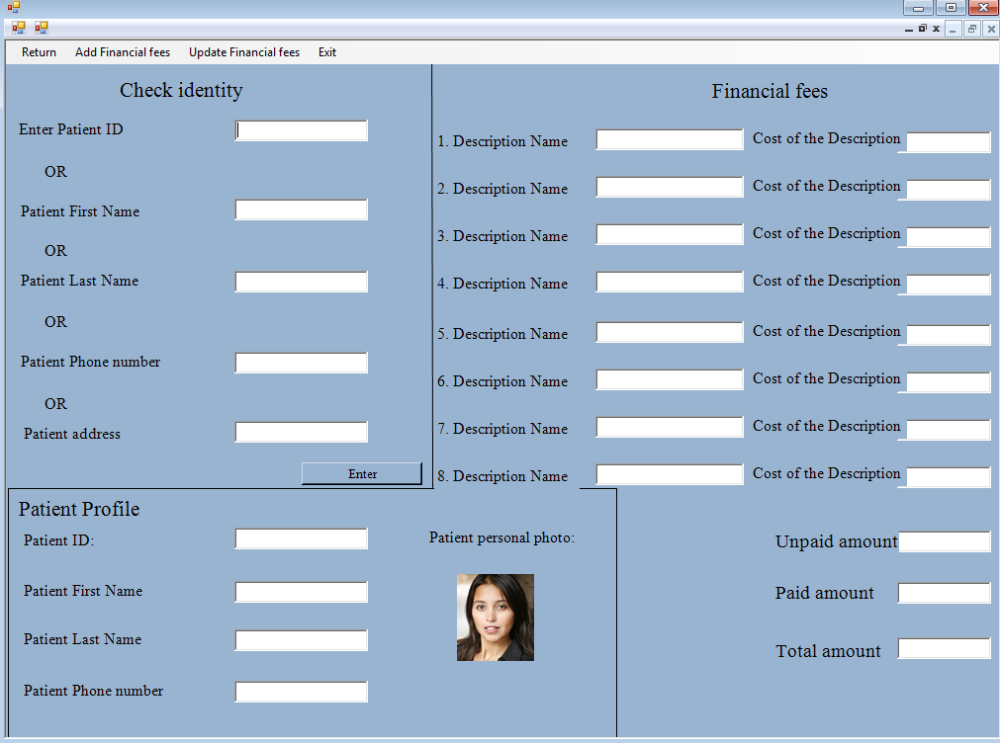 Return Add Financial fees Update Financial fees Exit
Check identity
Enter Patient ID
OR
Patient First Name
OR
Patient Last Name
OR
Patient Phone number
OR
Patient address
Enter
Financial fees
1. Description Name Cost of the Description
2. Description Name Cost of the Description
3. Description Name Cost of the Description
4. Description Name Cost of the Description
5. Description Name Cost of the Description
6. Description Name Cost of the Description
7. Description Name Cost of the Description
8. Description Name Cost of the Description
Patient Profile
Patient ID:
Patient First Name
Patient Last Name
Patient Phone number
Patient personal photo:
Unpaid amount
Paid amount
Total amount